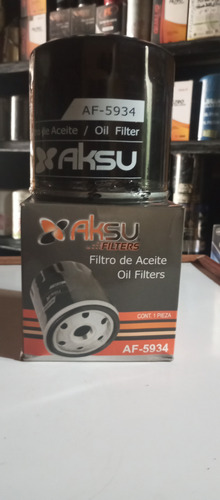 AF-5934
tro de Aceite / Oil Filter
AKSU
AKSU
FILTERS
Filtro de Aceite
Oil Filters
CONT. 1 PIEZA
AF-5934